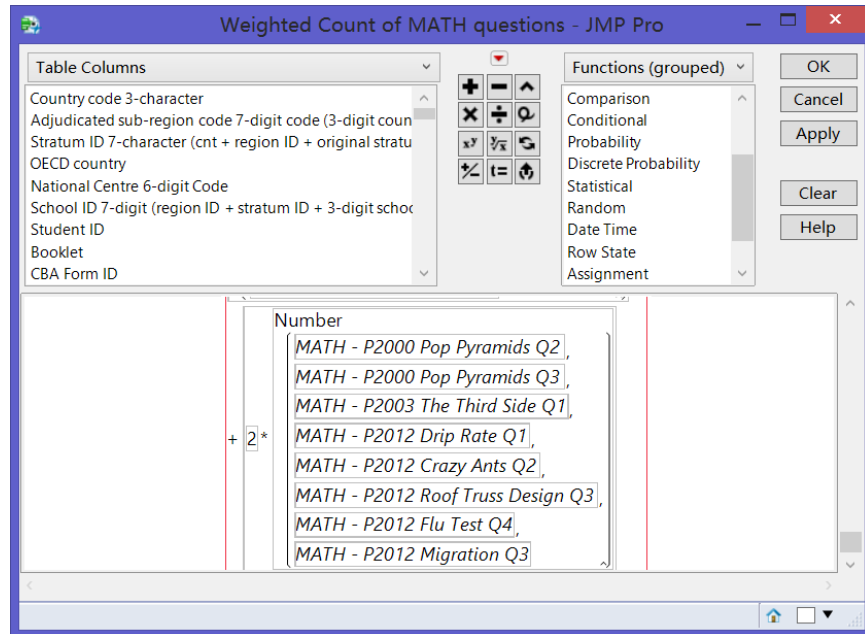 Weighted Count of MATH questions - JMP Pro
Table Columns
Functions (grouped)
OK
Cancel
Apply
Clear
Help
Country code 3-character
Adjudicated sub-region code 7-digit code (3-digit coun
Stratum ID 7-character (cnt + region ID + original stratu
OECD country
National Centre 6-digit Code
School ID 7-digit (region ID + stratum ID + 3-digit schoo
Student ID
Booklet
CBA Form ID
t=
Comparison
Conditional
Probability
Discrete Probability
Statistical
Random
Date Time
Row State
Assignment
Number
MATH - P2000 Pop Pyramids Q2,
MATH - P2000 Pop Pyramids Q3,
MATH - P2003 The Third Side Q1,
+ 2* MATH - P2012 Drip Rate Q1,
MATH - P2012 Crazy Ants Q2,
MATH - P2012 Roof Truss Design Q3,
MATH - P2012 Flu Test Q4,
MATH - P2012 Migration Q3